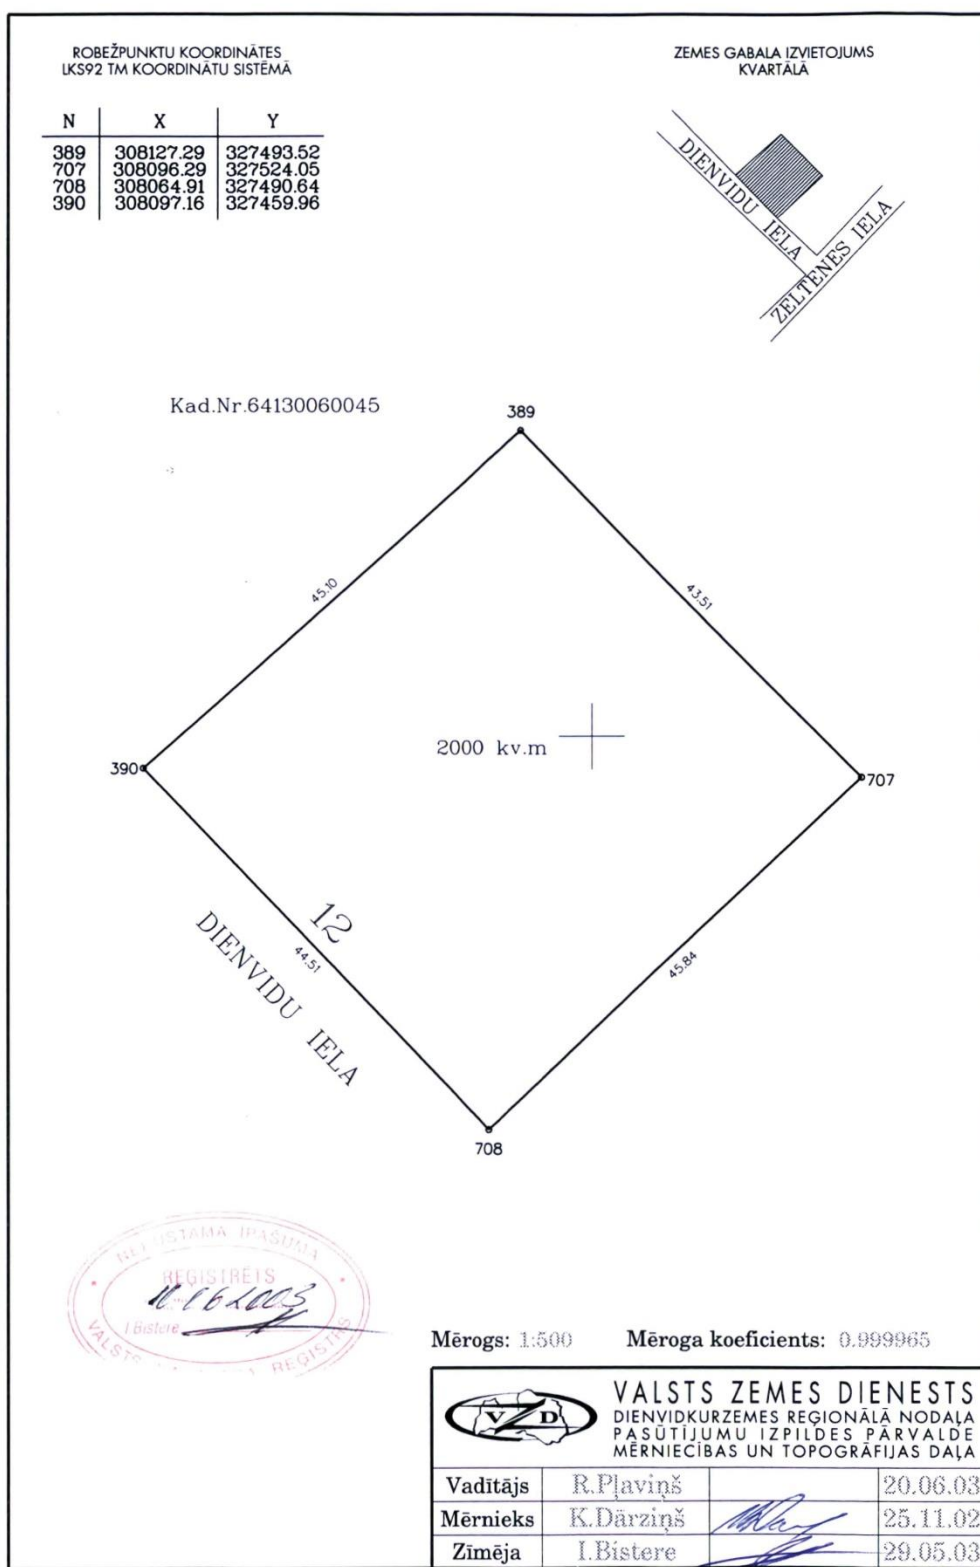 ROBEŽPUNKTU KOORDINĀTES
LKS92 TM KOORDINĀTU SISTĒMĀ
N X Y
389 308127.29 327493.52
707 308096.29 327524.05
708 308064.91 327490.64
390 308097.16 327459.96
ZEMES GABALA IZVIETOJUMS
KVARTĀLĀ
DIENVIDU IELA
ZELTENES IELA
Kad.Nr.64130060045
389
45.10
43.51
2000 kv.m
390
707
12
44.51
DIENVIDU IELA
45.84
708
ĪPAŠUMA
REĢISTRĒTS
I Bistere
VALSTS
REĢISTRS
Mērogs: 1:500 Mēroga koeficients: 0.999965
VZD
VALSTS ZEMES DIENESTS
DIENVIDKURZEMES REĢIONĀLĀ NODAĻA
PASŪTĪJUMU IZPILDES PĀRVALDE
MĒRNIECĪBAS UN TOPOGRĀFIJAS DAĻA
Vadītājs R.Pļaviņš 20.06.03
Mērnieks K.Dārziņš 25.11.02
Zīmēja I.Bistere 29.05.03